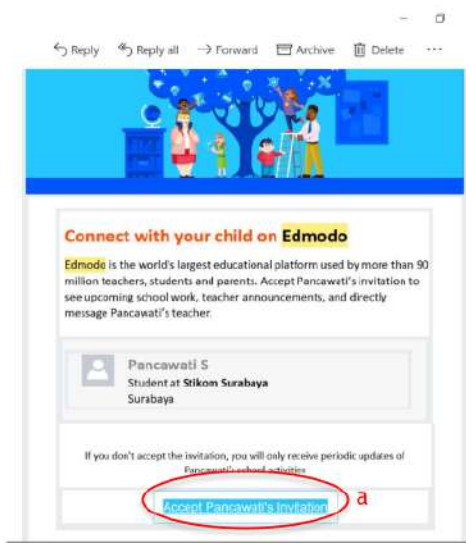 Reply Reply all Forward Archive Delete ...
Connect with your child on Edmodo
Edmodo is the world's largest educational platform used by more than 90
million teachers, students and parents. Accept Pancawati's invitation to
see upcoming school work, teacher announcements, and directly
message Pancawati's teacher.
Pancawati S
Student at Stikom Surabaya
Surabaya
If you don't accept the invitation, you will only receive periodic updates of
Pancawati's school activities
Accept Pancawati's Invitation
a